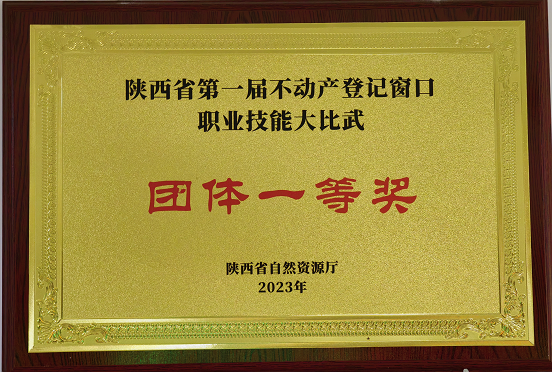 陕西省第一届不动产登记窗口
职业技能大比武
团体一等奖
陕西省自然资源厅
2023年